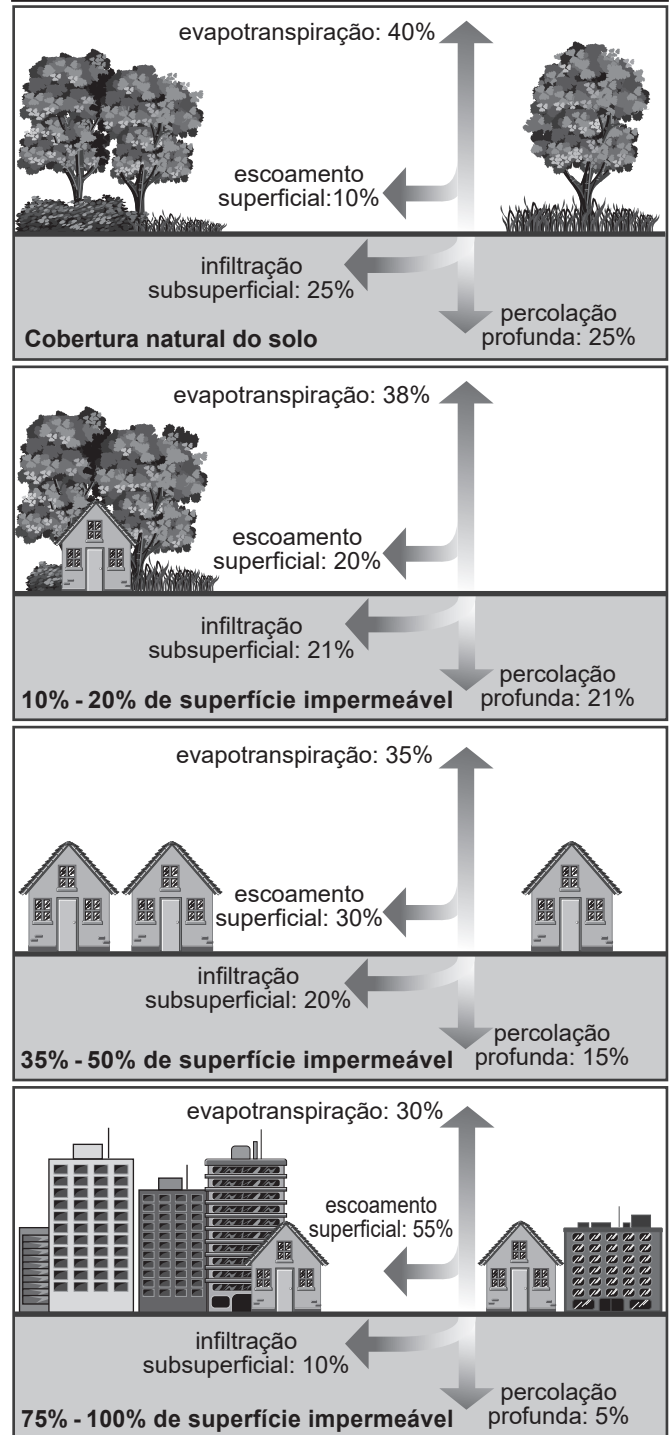 evapotranspiração: 40%
escoamento
superficial:10%
infiltração
subsuperficial: 25%
percolação
profunda: 25%
Cobertura natural do solo
evapotranspiração: 38%
escoamento
superficial: 20%
infiltração
subsuperficial: 21%
percolação
profunda: 21%
10% - 20% de superfície impermeável
evapotranspiração: 35%
escoamento
superficial: 30%
infiltração
subsuperficial: 20%
percolação
profunda: 15%
35% - 50% de superfície impermeável
evapotranspiração: 30%
escoamento
superficial: 55%
infiltração
subsuperficial: 10%
percolação
profunda: 5%
75% - 100% de superfície impermeável